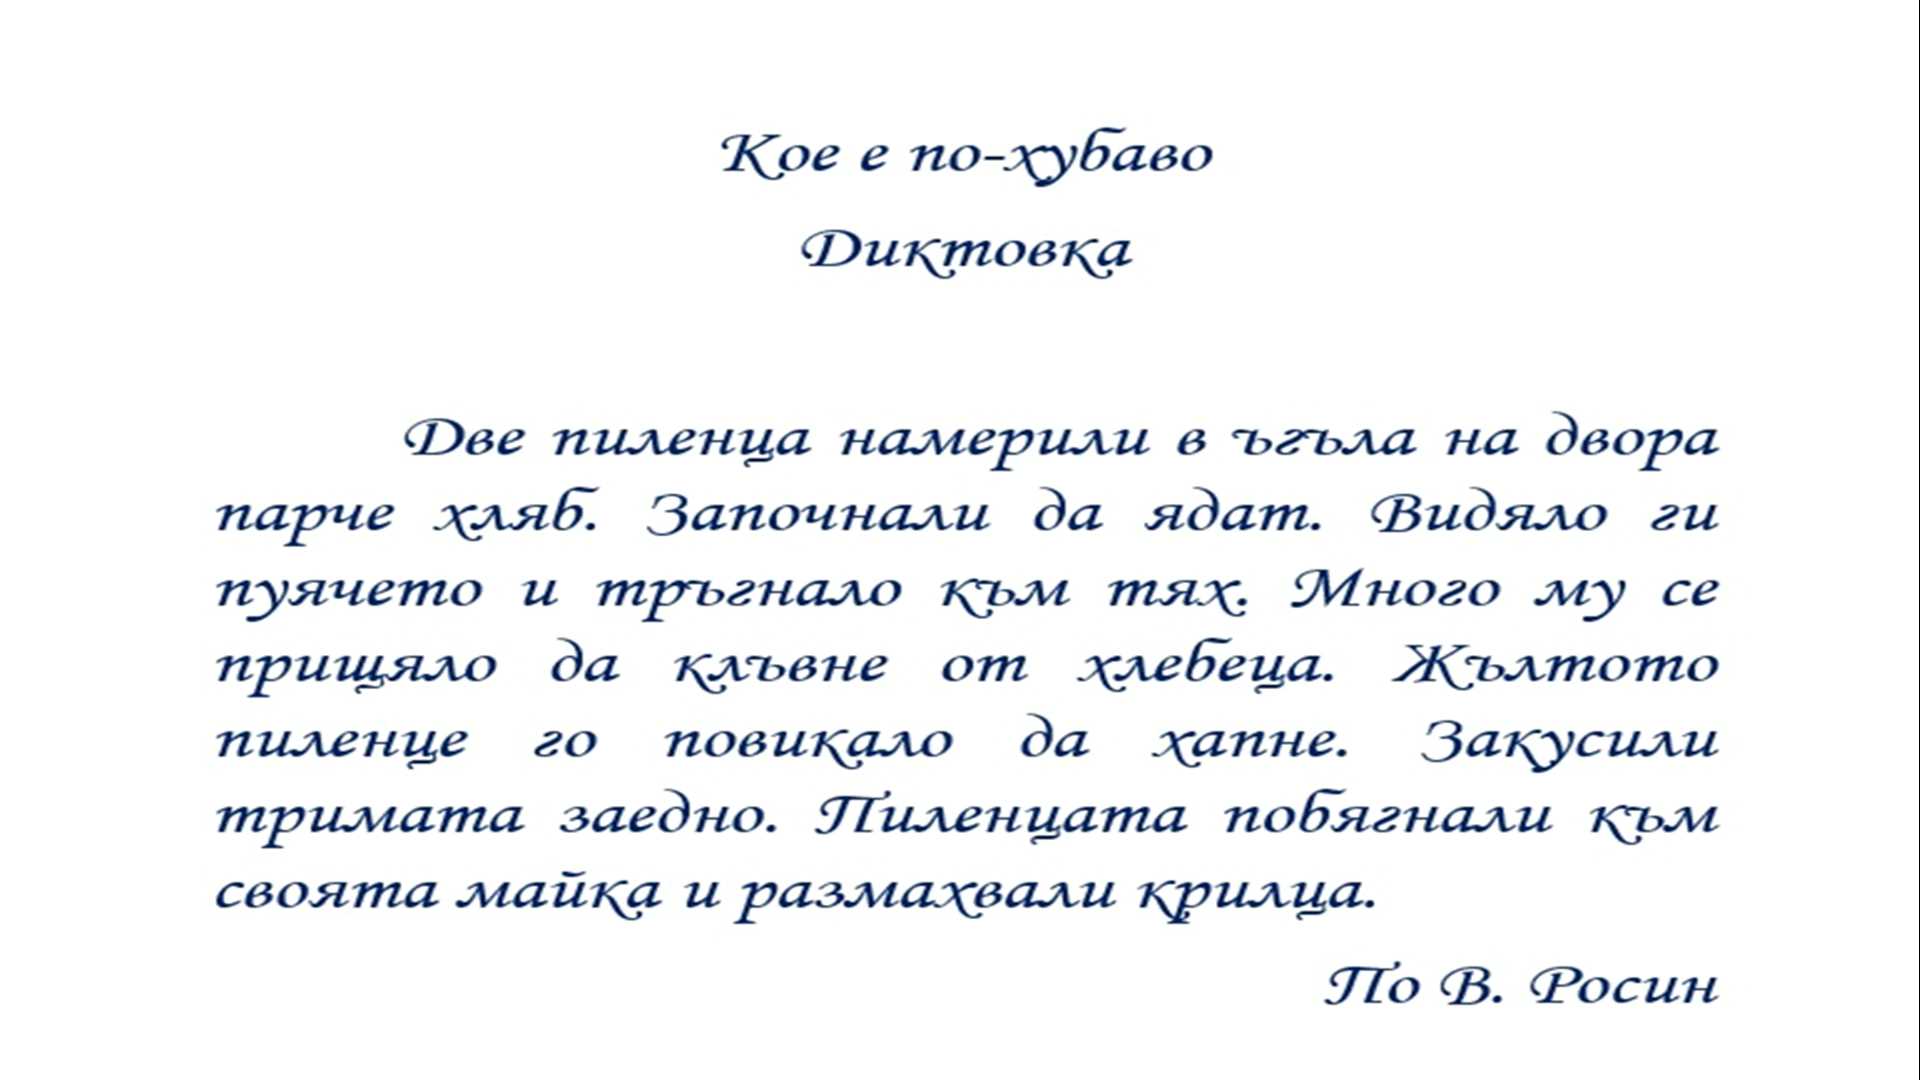 Кое е по-хубаво
Диктовка
Две пиленца намерили в ъгъла на двора
парче хляб. Започнали да ядат. Видяло ги
пуячето и тръгнало към тях. Много му се
прищяло да клъвне от хлебеца. Жълтото
пиленце го повикало да хапне. Закусили
тримата заедно. Пиленцата побягнали към
своята майка и размахвали крилца.
По В. Росин